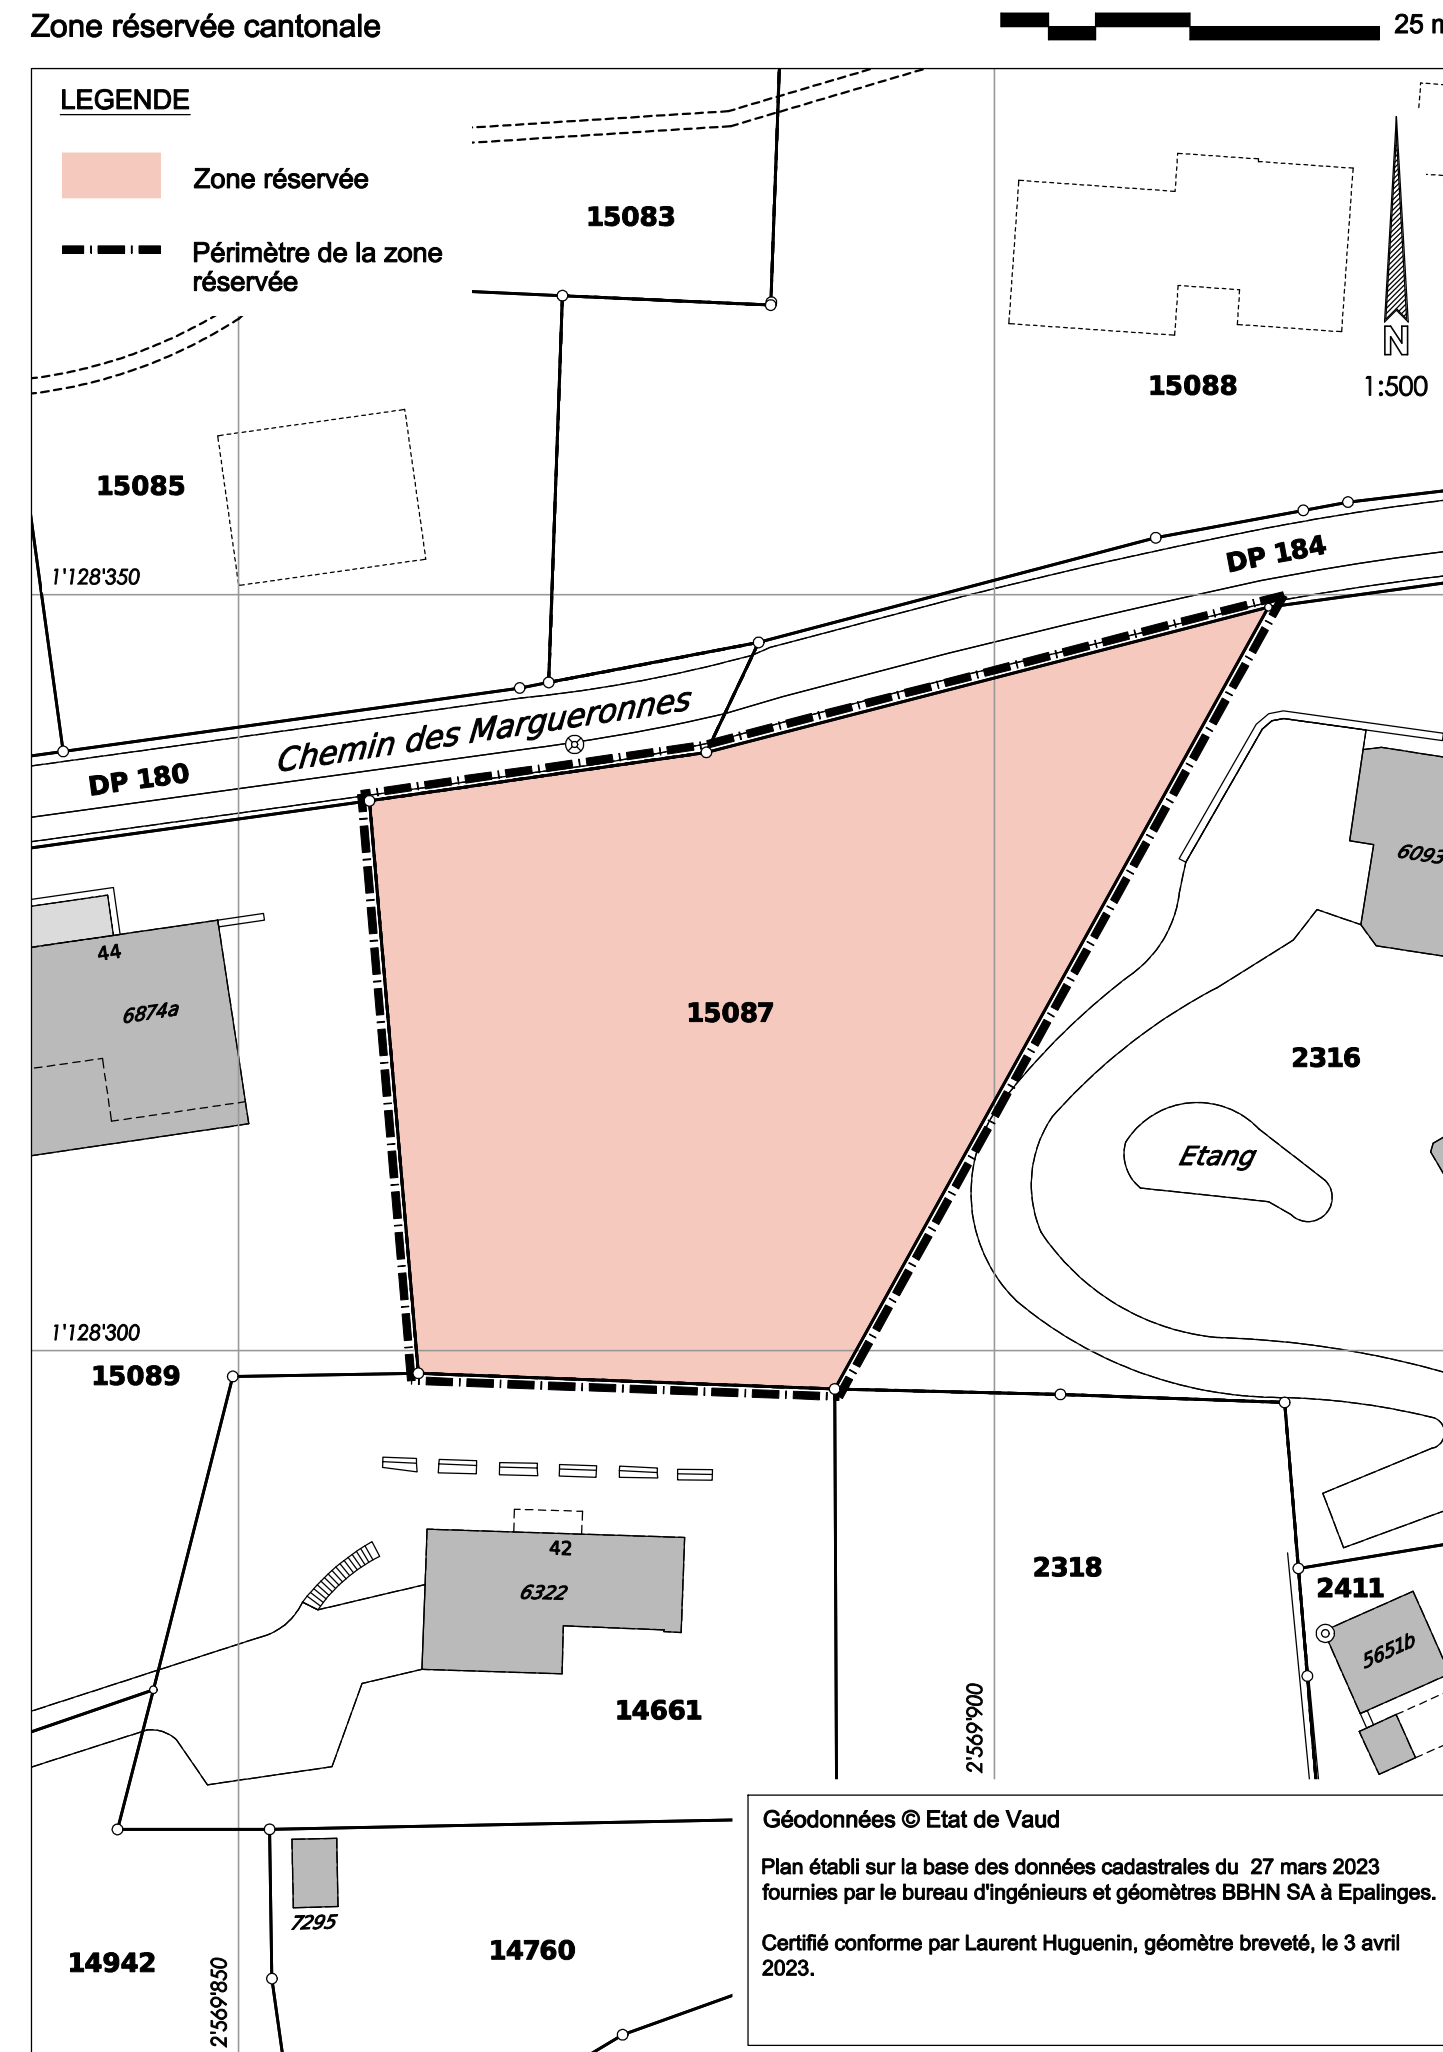 Zone réservée cantonale
25 m
LEGENDE
Zone réservée
Périmètre de la zone
réservée
15083
N
1:500
15088
15085
1'128'350
DP 184
Chemin des Margueronnes
DP 180
6093
44
6874a
15087
2316
Etang
1'128'300
15089
42
6322
2318
2411
5651b
14661
2'569'900
Géodonnées © Etat de Vaud
Plan établi sur la base des données cadastrales du 27 mars 2023
fournies par le bureau d'ingénieurs et géomètres BBHN SA à Epalinges.
Certifié conforme par Laurent Huguenin, géomètre breveté, le 3 avril
2023.
7295
14942
14760
2'569'850